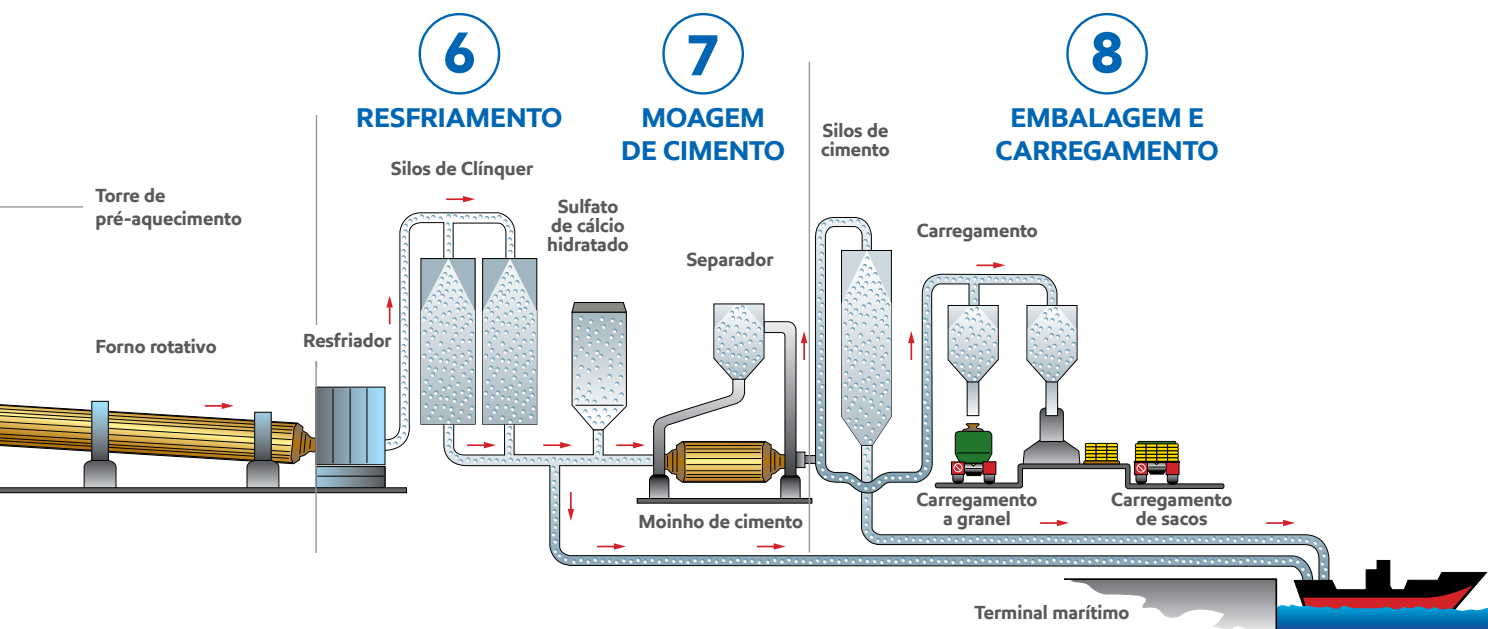 6
RESFRIAMENTO
7
MOAGEM
DE CIMENTO
8
EMBALAGEM E
CARREGAMENTO
Torre de
pré-aquecimento
Forno rotativo
Resfriador
Silos de Clínquer
Sulfato
de cálcio
hidratado
Separador
Moinho de cimento
Silos de
cimento
Carregamento
Carregamento
a granel
Carregamento
de sacos
Terminal marítimo